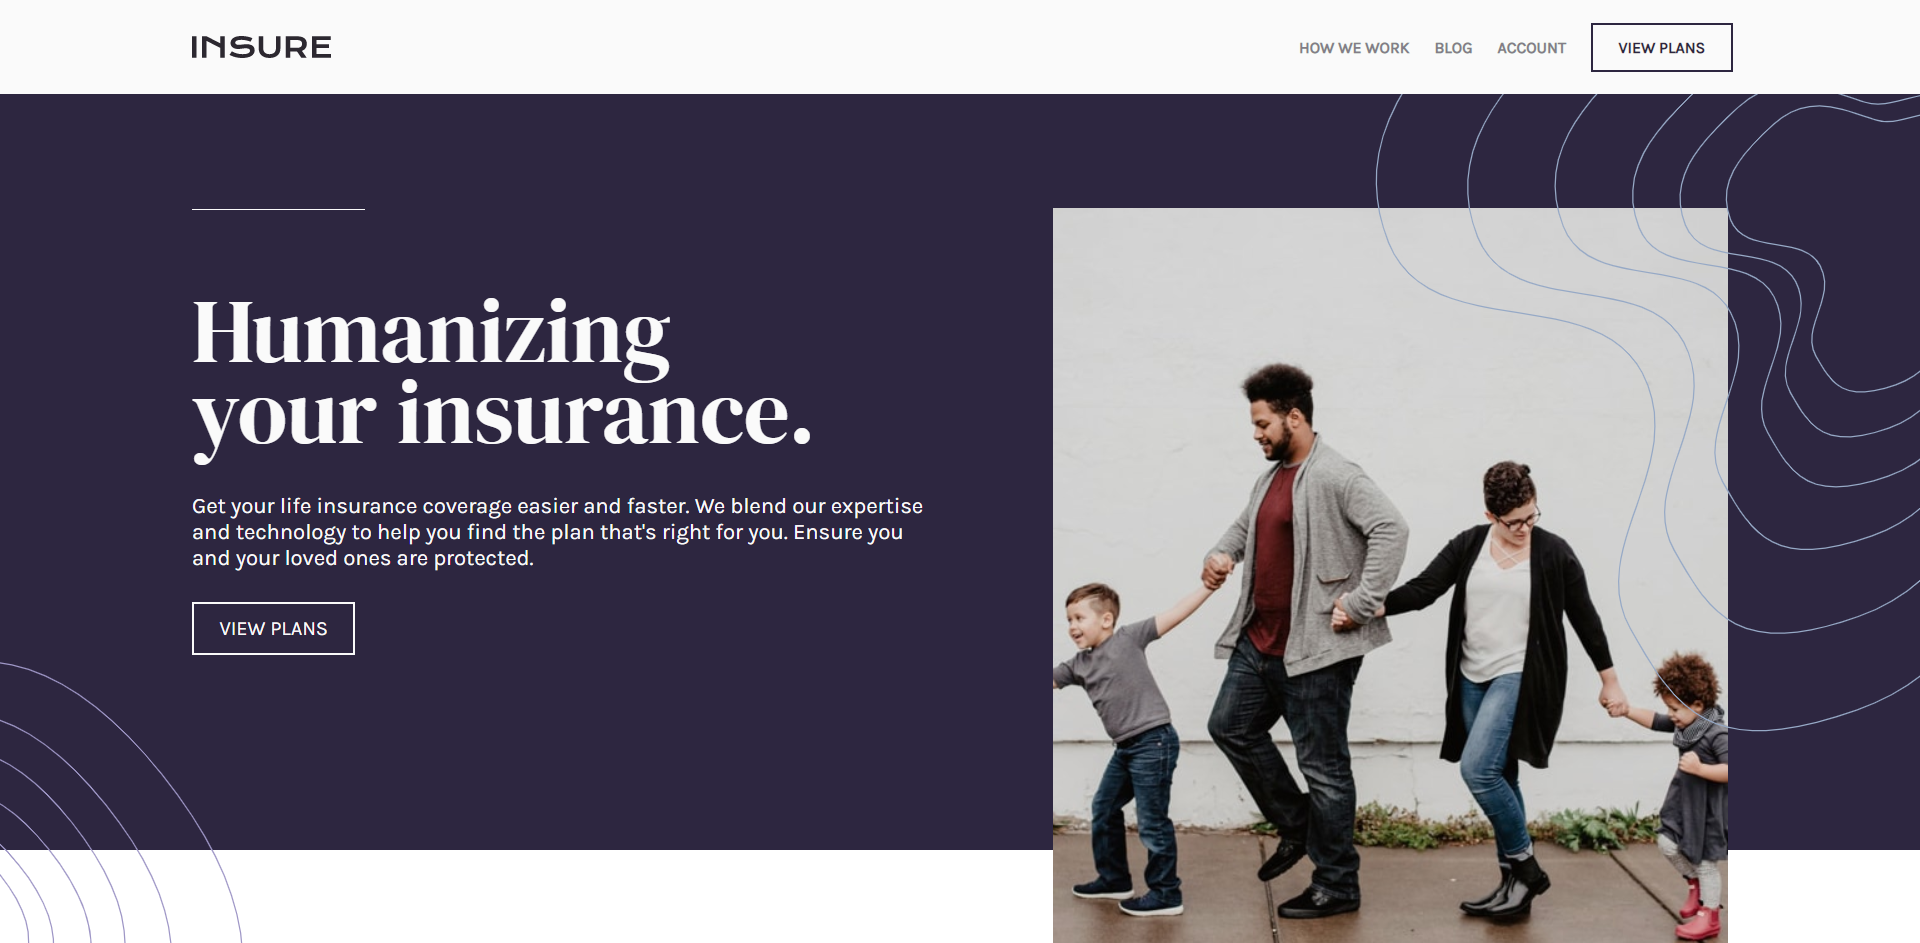 INSURE
HOW WE WORK
BLOG
ACCOUNT
VIEW PLANS
Humanizing
your insurance.
Get your life insurance coverage easier and faster. We blend our expertise
and technology to help you find the plan that's right for you. Ensure you
and your loved ones are protected.
VIEW PLANS